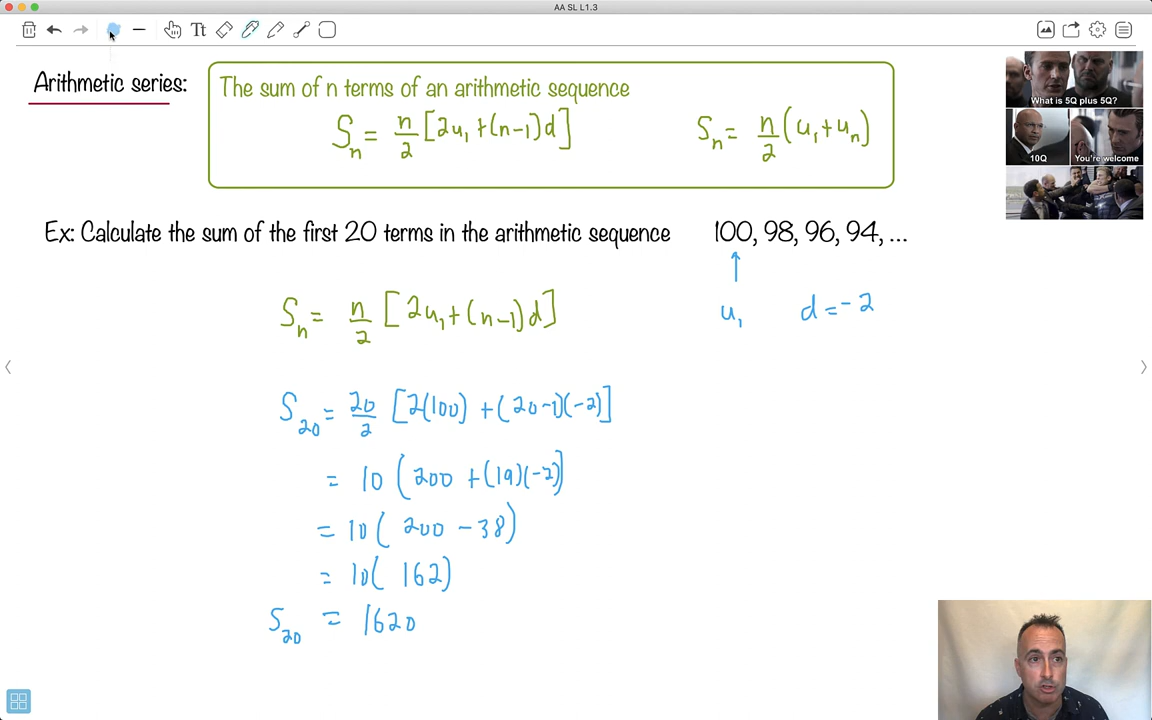 AA SL L1.3
Tt
Arithmetic series:
The sum of n terms of an arithmetic sequence
Sn = n/2 [2u1 + (n-1)d]
Sn = n/2 (u1 + un)
What is 5Q plus 5Q?
10Q
You're welcome
Ex: Calculate the sum of the first 20 terms in the arithmetic sequence 100, 98, 96, 94, ...
u1 d = -2
Sn = n/2 [2u1 + (n-1)d]
S20 = 20/2 [2(100) + (20-1)(-2)]
= 10 (200 + (19)(-2)]
= 10( 200 - 38)
= 10( 162)
S20 = 1620